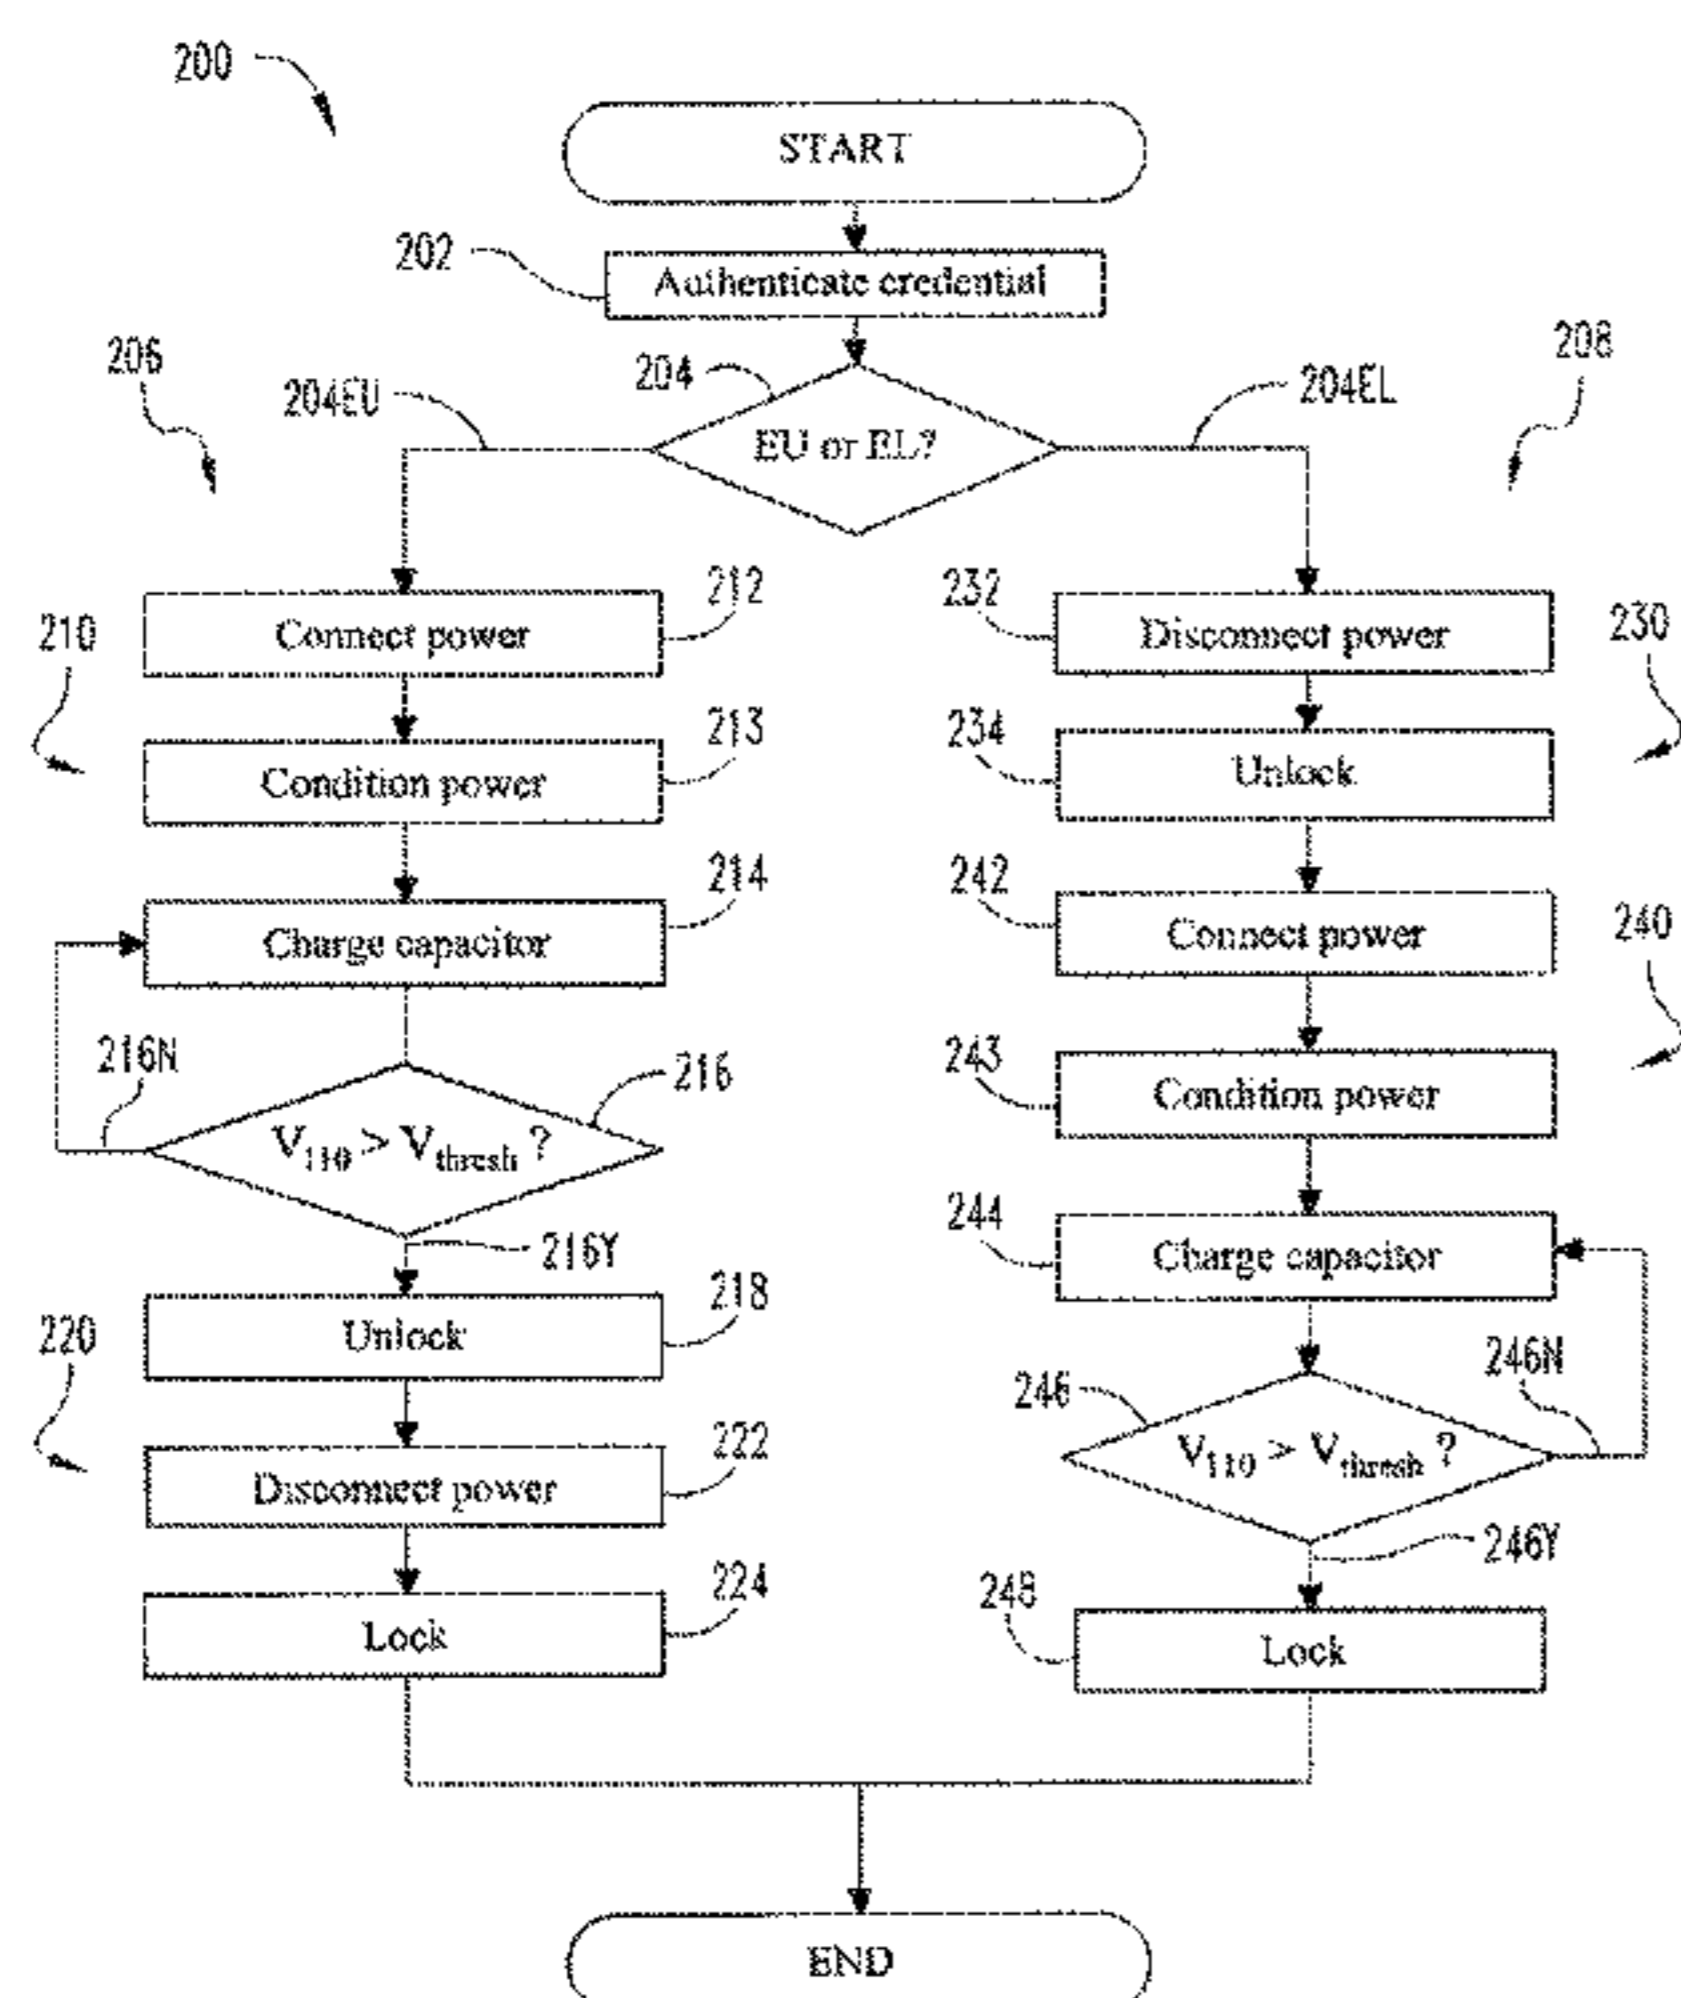 200
START
202
Authenticate credential
206
204EU
204
EU or EL?
204EL
208
210
Connect power
212
232
Disconnect power
230
Condition power
213
234
Unlock
Charge capacitor
214
242
Connect power
240
216N
216
V110 > Vthresh ?
243
Condition power
216Y
244
Charge capacitor
220
Unlock
218
246
V110 > Vthresh ?
246N
Disconnect power
222
246Y
Lock
224
248
Lock
END